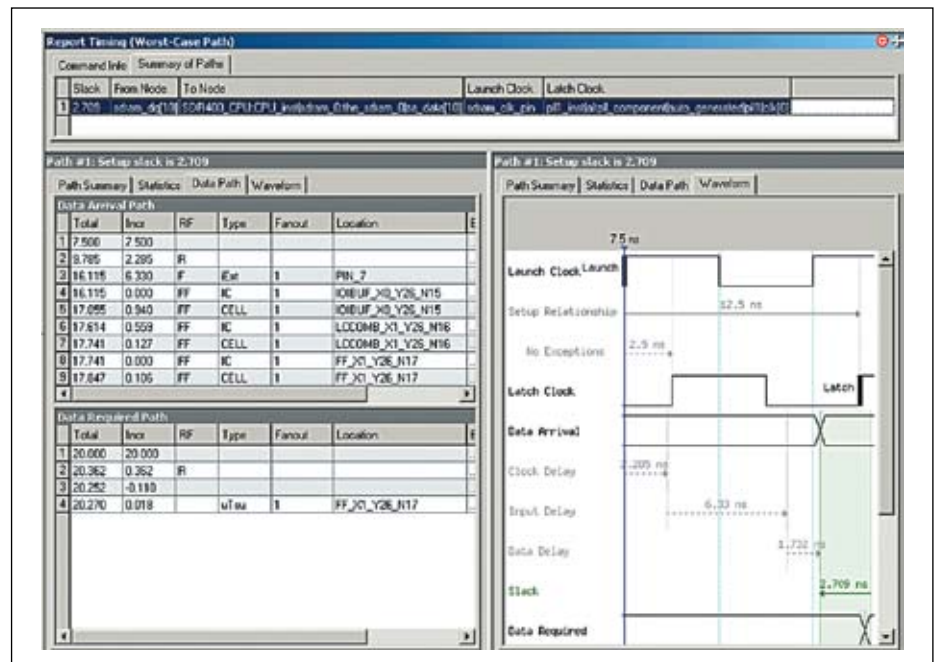 Report Timing (Worst-Case Path)
Command Info Summary of Paths
Slack From Node To Node Launch Clock Latch Clock
1 2.709 sdram_dq[10] sdram_clk_pin
Path #1: Setup slack is 2.709
Path Summary Statistics Data Path Waveform
Data Arrival Path
Total Incr RF Type Fanout Location
1 7.500 7.500
2 9.785 2.285 R
3 16.115 6.330 F iExt 1 PIN_7
4 16.115 0.000 FF IC 1 IOIBUF_X0_Y26_N15
5 17.055 0.940 FF CELL 1 IOIBUF_X0_Y26_N15
6 17.614 0.559 FF IC 1 LCCOMB_X1_Y26_N16
7 17.741 0.127 FF CELL 1 LCCOMB_X1_Y26_N16
8 17.741 0.000 FF IC 1 FF_X1_Y26_N17
9 17.847 0.106 FF CELL 1 FF_X1_Y26_N17
Data Required Path
Total Incr RF Type Fanout Location
1 20.000 20.000
2 20.362 0.362 R
3 20.252 -0.110
4 20.270 0.018 uTsu 1 FF_X1_Y26_N17
Path #1: Setup slack is 2.709
Path Summary Statistics Data Path Waveform
7.5 ns
Launch Clock Launch
Setup Relationship 12.5 ns
No Exceptions 2.9 ns
Latch Clock Latch
Data Arrival
Clock Delay 2.285 ns
Input Delay 6.33 ns
Data Delay 1.732 ns
Slack 2.709 ns
Data Required